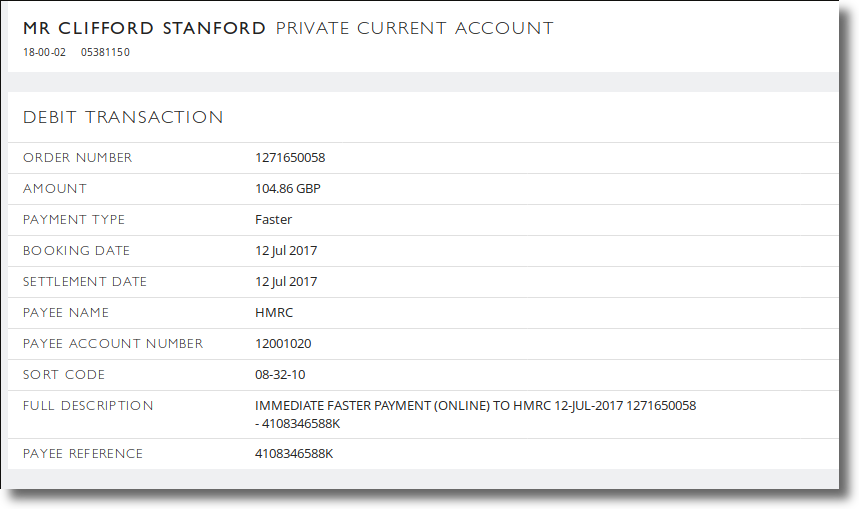 MR CLIFFORD STANFORD PRIVATE CURRENT ACCOUNT
18-00-02 05381150
DEBIT TRANSACTION
ORDER NUMBER 1271650058
AMOUNT 104.86 GBP
PAYMENT TYPE Faster
BOOKING DATE 12 Jul 2017
SETTLEMENT DATE 12 Jul 2017
PAYEE NAME HMRC
PAYEE ACCOUNT NUMBER 12001020
SORT CODE 08-32-10
FULL DESCRIPTION IMMEDIATE FASTER PAYMENT (ONLINE) TO HMRC 12-JUL-2017 1271650058
- 4108346588K
PAYEE REFERENCE 4108346588K